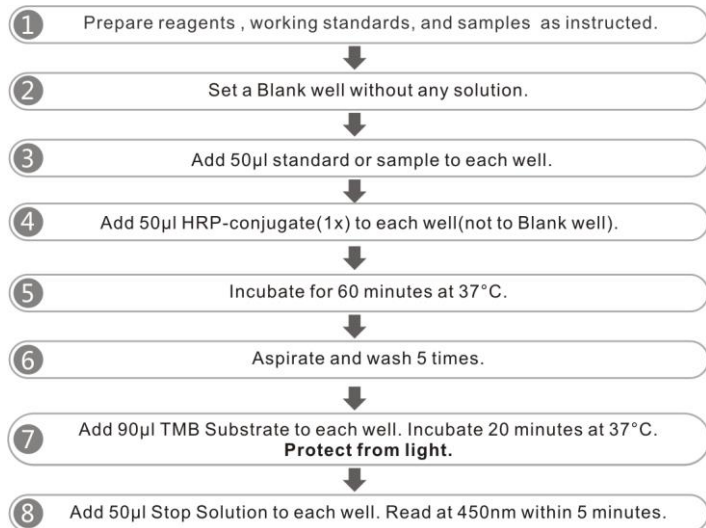 1 Prepare reagents , working standards, and samples as instructed.
2 Set a Blank well without any solution.
3 Add 50µl standard or sample to each well.
4 Add 50µl HRP-conjugate(1x) to each well(not to Blank well).
5 Incubate for 60 minutes at 37°C.
6 Aspirate and wash 5 times.
7 Add 90µl TMB Substrate to each well. Incubate 20 minutes at 37°C.
Protect from light.
8 Add 50µl Stop Solution to each well. Read at 450nm within 5 minutes.